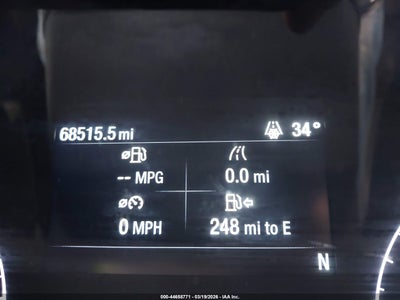 68515.5 mi 34°
-- MPG 0.0 mi
0 MPH 248 mi to E
N
000-44658771 - 03/19/2026 - IAA Inc.